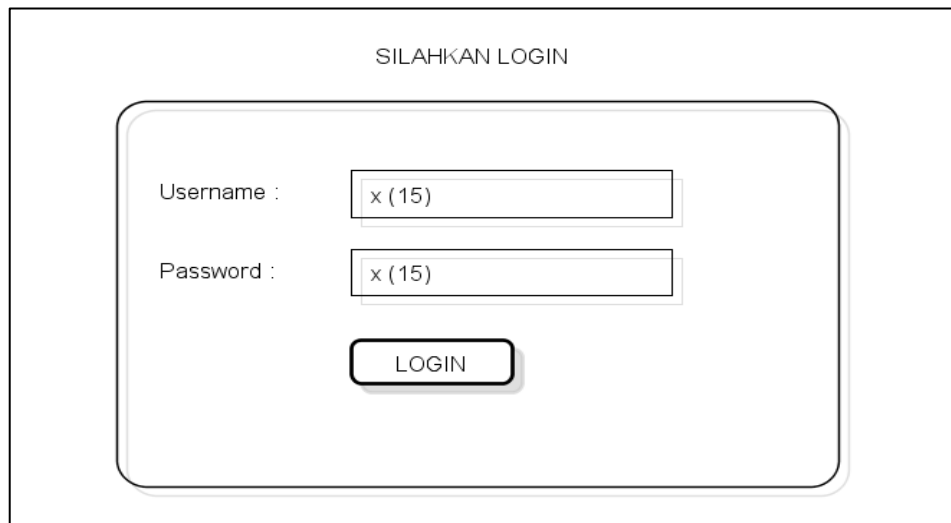 SILAHKAN LOGIN
Username :
x (15)
Password :
x (15)
LOGIN